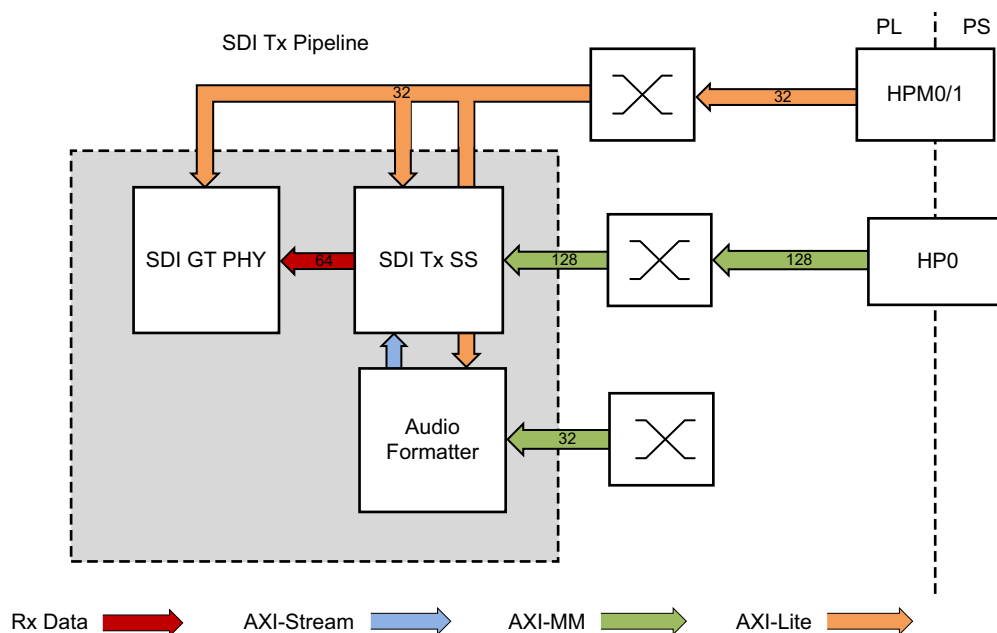 SDI Tx Pipeline
PL
PS
32
32
HPM0/1
SDI GT PHY
64
SDI Tx SS
128
128
HP0
Audio
Formatter
32
Rx Data
AXI-Stream
AXI-MM
AXI-Lite